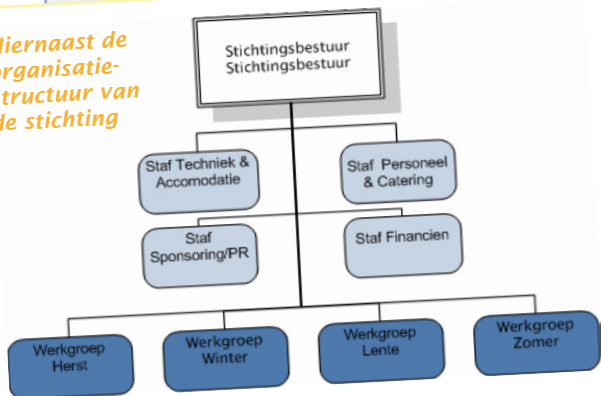 Hiernaast de
organisatie-
structuur van
de stichting
Stichtingsbestuur
Stichtingsbestuur
Staf Techniek &
Accomodatie
Staf Personeel
& Catering
Staf
Sponsoring/PR
Staf Financien
Werkgroep
Herst
Werkgroep
Winter
Werkgroep
Lente
Werkgroep
Zomer